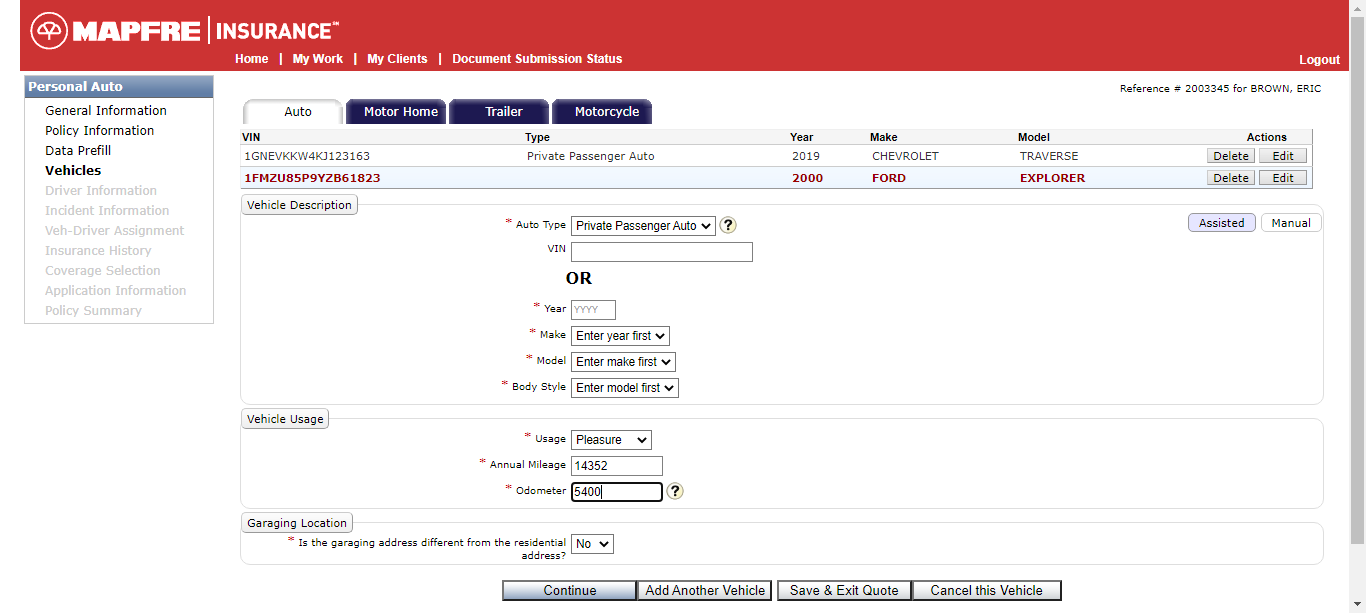 MAPFRE | INSURANCE℠
Home | My Work | My Clients | Document Submission Status
Logout
Personal Auto
General Information
Policy Information
Data Prefill
Vehicles
Driver Information
Incident Information
Veh-Driver Assignment
Insurance History
Coverage Selection
Application Information
Policy Summary
Reference # 2003345 for BROWN, ERIC
Auto Motor Home Trailer Motorcycle
VIN Type Year Make Model Actions
1GNEVKKW4KJ123163 Private Passenger Auto 2019 CHEVROLET TRAVERSE Delete Edit
1FMZU85P9YZB61823 2000 FORD EXPLORER Delete Edit
Vehicle Description
* Auto Type Private Passenger Auto ? Assisted Manual
VIN
OR
* Year YYYY
* Make Enter year first
* Model Enter make first
* Body Style Enter model first
Vehicle Usage
* Usage Pleasure
* Annual Mileage 14352
* Odometer 5400 ?
Garaging Location
* Is the garaging address different from the residential
address? No
Continue Add Another Vehicle Save & Exit Quote Cancel this Vehicle